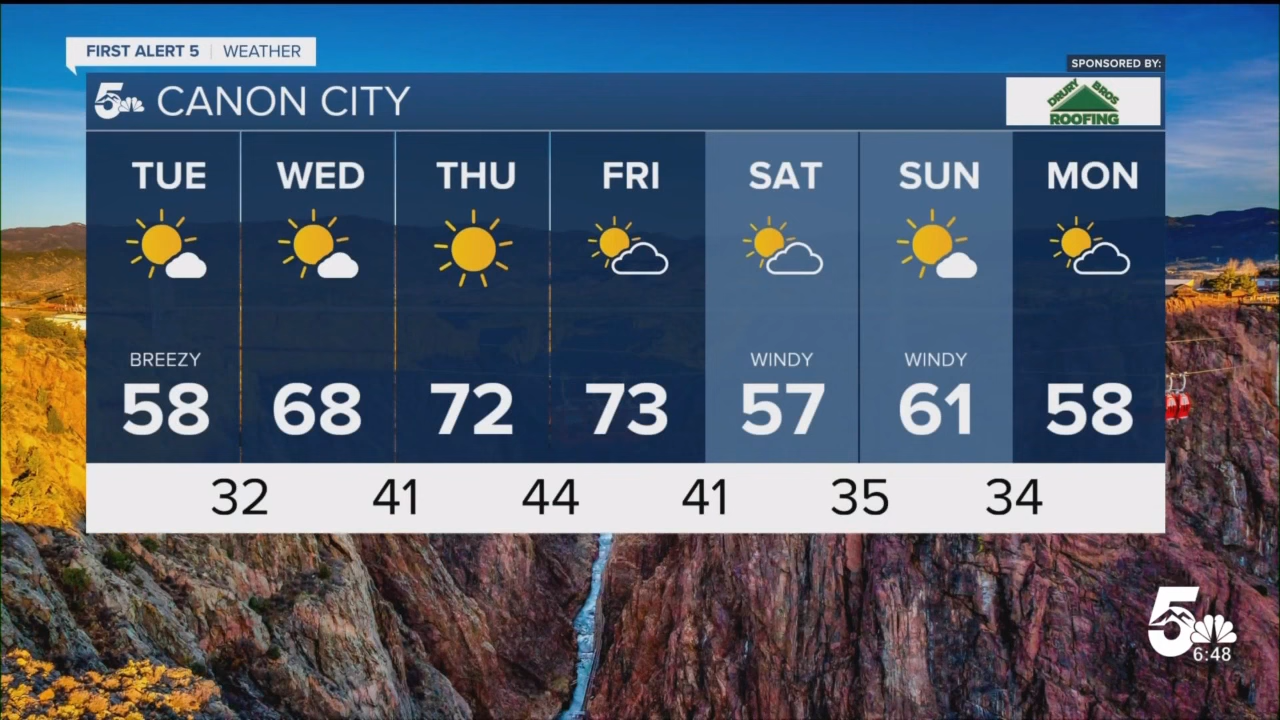 FIRST ALERT 5 | WEATHER
SPONSORED BY:
5 CANON CITY
DRURY BROS
ROOFING
TUE WED THU FRI SAT SUN MON
BREEZY WINDY WINDY
58 68 72 73 57 61 58
32 41 44 41 35 34
5
6:48